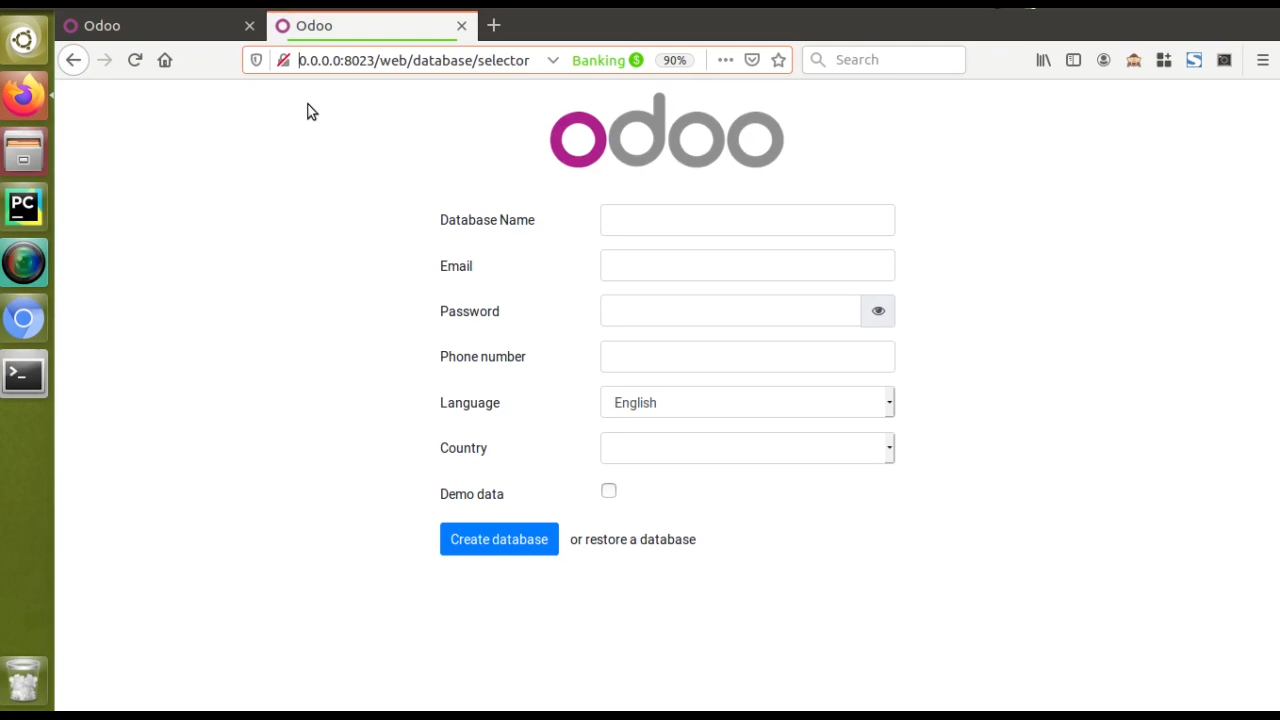 Odoo
Odoo
0.0.0.0:8023/web/database/selector
Banking
90%
Search
odoo
Database Name
Email
Password
Phone number
Language
English
Country
Demo data
Create database
or restore a database
PC